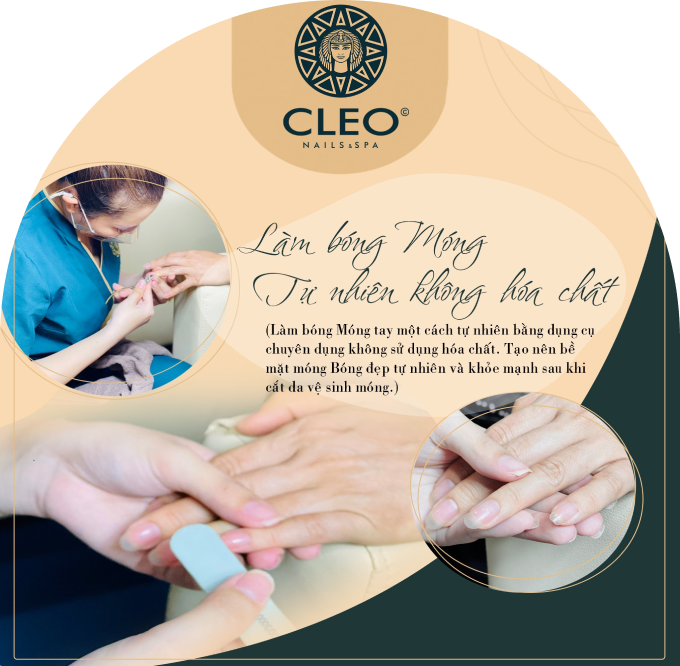 CLEO©
NAILS & SPA
Làm bóng Móng
Tự nhiên không hóa chất
(Làm bóng Móng tay một cách tự nhiên bằng dụng cụ
chuyên dụng không sử dụng hóa chất. Tạo nên bề
mặt móng Bóng đẹp tự nhiên và khỏe mạnh sau khi
cắt da vệ sinh móng.)